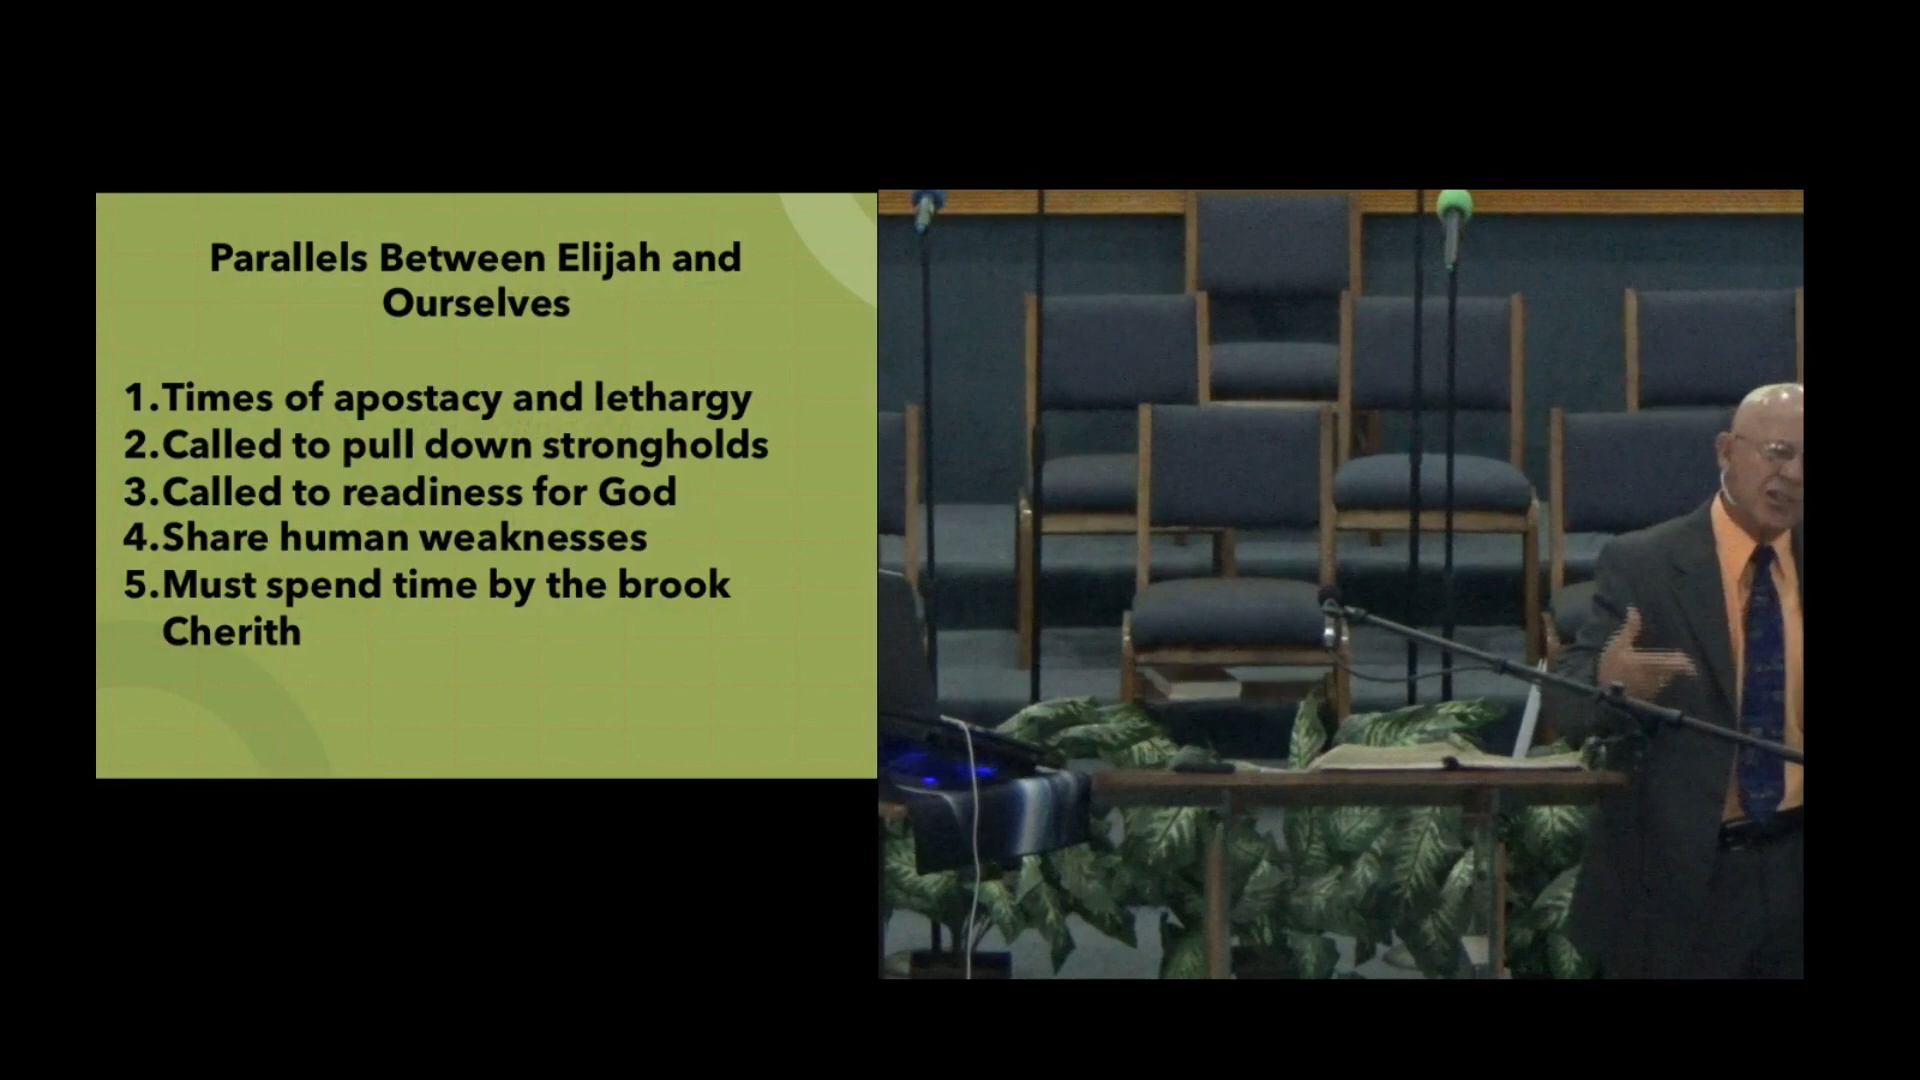 Parallels Between Elijah and
Ourselves
1.Times of apostacy and lethargy
2.Called to pull down strongholds
3.Called to readiness for God
4.Share human weaknesses
5.Must spend time by the brook
Cherith